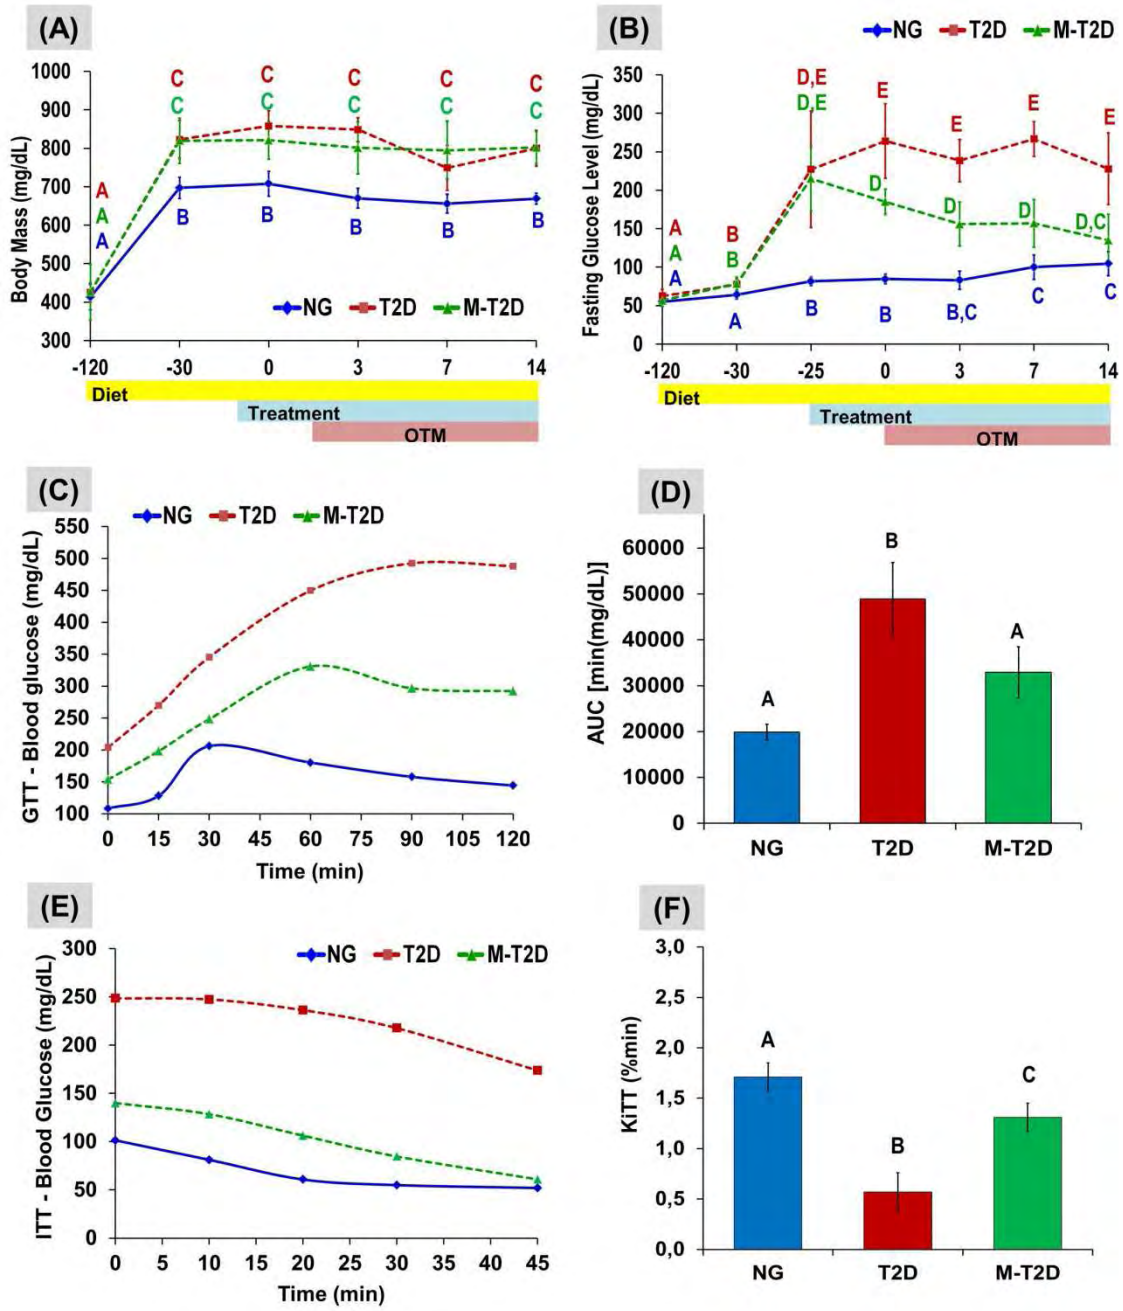 (A)
1000
900
800
700
600
500
400
300
Body Mass (mg/dL)
C C C C C
C C C C C
A
A
A
B B B B B
NG T2D M-T2D
-120 -30 0 3 7 14
Diet
Treatment
OTM
(B)
NG T2D M-T2D
350
300
250
200
150
100
50
0
Fasting Glucose Level (mg/dL)
D,E E E E E
D,E D D D D,C
A B
A B
A
A B B B,C C C
-120 -30 -25 0 3 7 14
Diet
Treatment
OTM
(C)
NG T2D M-T2D
550
500
450
400
350
300
250
200
150
100
GTT - Blood glucose (mg/dL)
0 15 30 45 60 75 90 105 120
Time (min)
(D)
60000
50000
40000
30000
20000
10000
0
AUC [min(mg/dL)]
A B A
NG T2D M-T2D
(E)
NG T2D M-T2D
300
250
200
150
100
50
0
ITT - Blood Glucose (mg/dL)
0 5 10 15 20 25 30 35 40 45
Time (min)
(F)
3,0
2,5
2,0
1,5
1,0
0,5
0,0
KiTT (%min)
A B C
NG T2D M-T2D